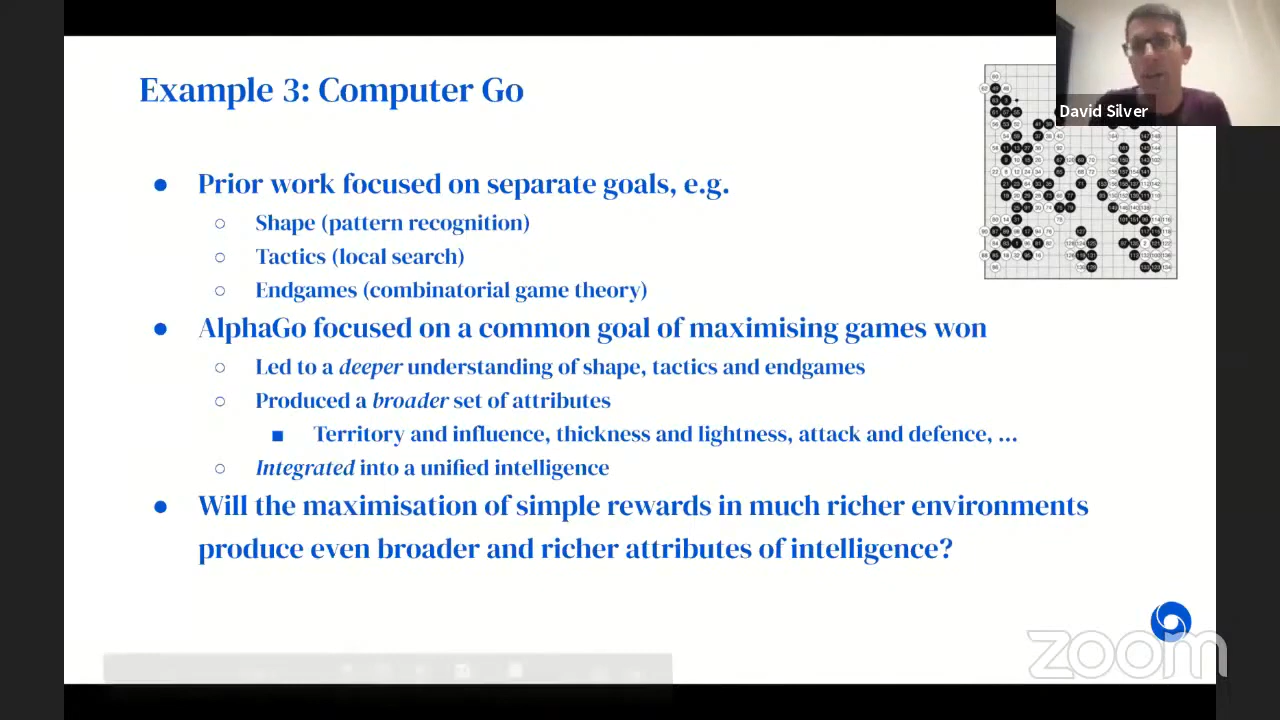 Example 3: Computer Go
David Silver
● Prior work focused on separate goals, e.g.
○ Shape (pattern recognition)
○ Tactics (local search)
○ Endgames (combinatorial game theory)
● AlphaGo focused on a common goal of maximising games won
○ Led to a deeper understanding of shape, tactics and endgames
○ Produced a broader set of attributes
■ Territory and influence, thickness and lightness, attack and defence, ...
○ Integrated into a unified intelligence
● Will the maximisation of simple rewards in much richer environments
produce even broader and richer attributes of intelligence?
zoom